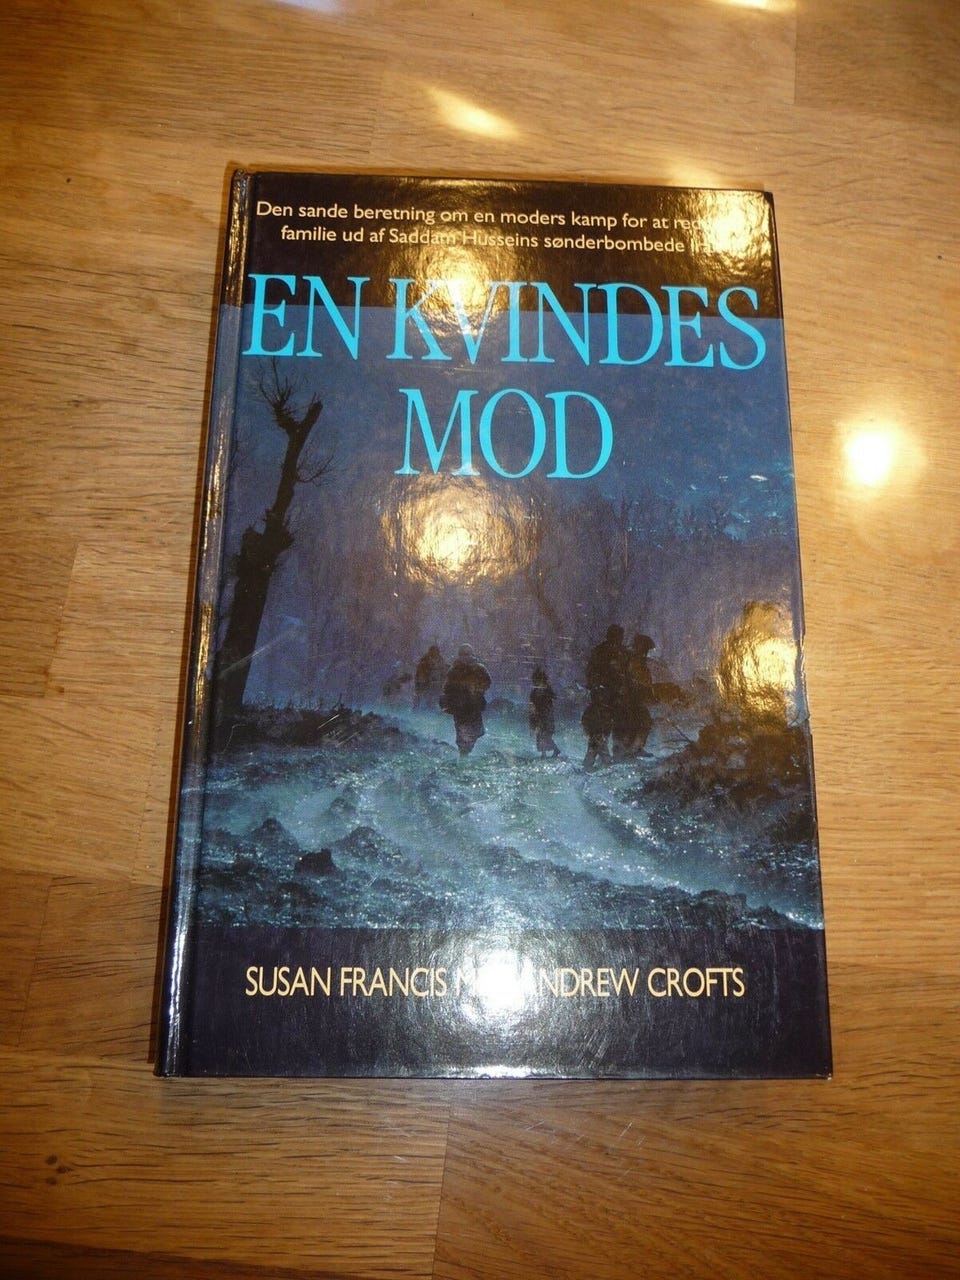 Den sande beretning om en moders kamp for at
familie ud af Saddam Husseins sønderbombede
EN KVINDES
MOD
SUSAN FRANCIS ANDREW CROFTS